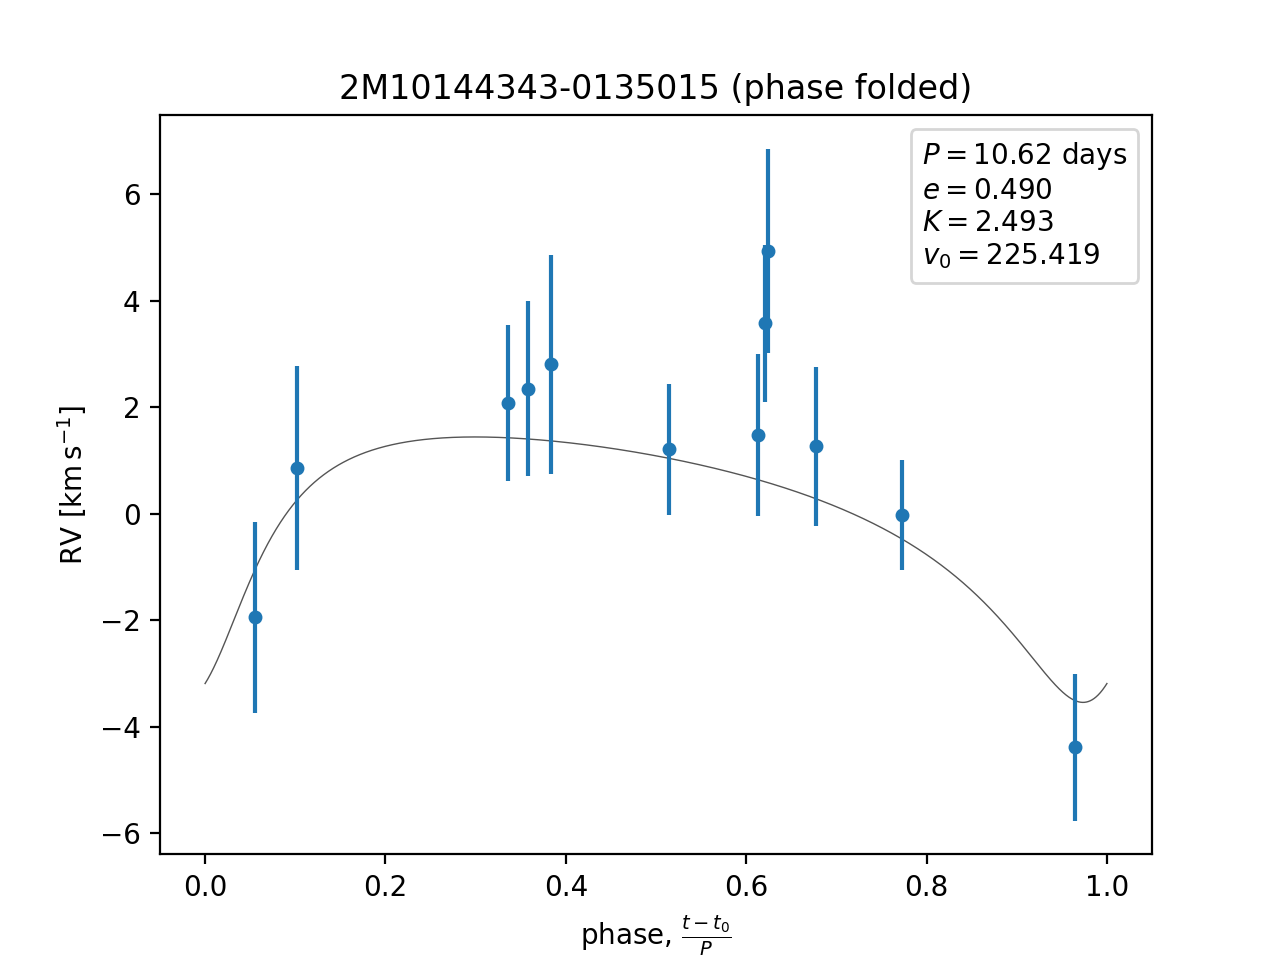 2M10144343-0135015 (phase folded)
P = 10.62 days
e = 0.490
K = 2.493
v₀ = 225.419
RV [km s⁻¹]
6
4
2
0
−2
−4
−6
0.0 0.2 0.4 0.6 0.8 1.0
phase, (t − t₀)/P